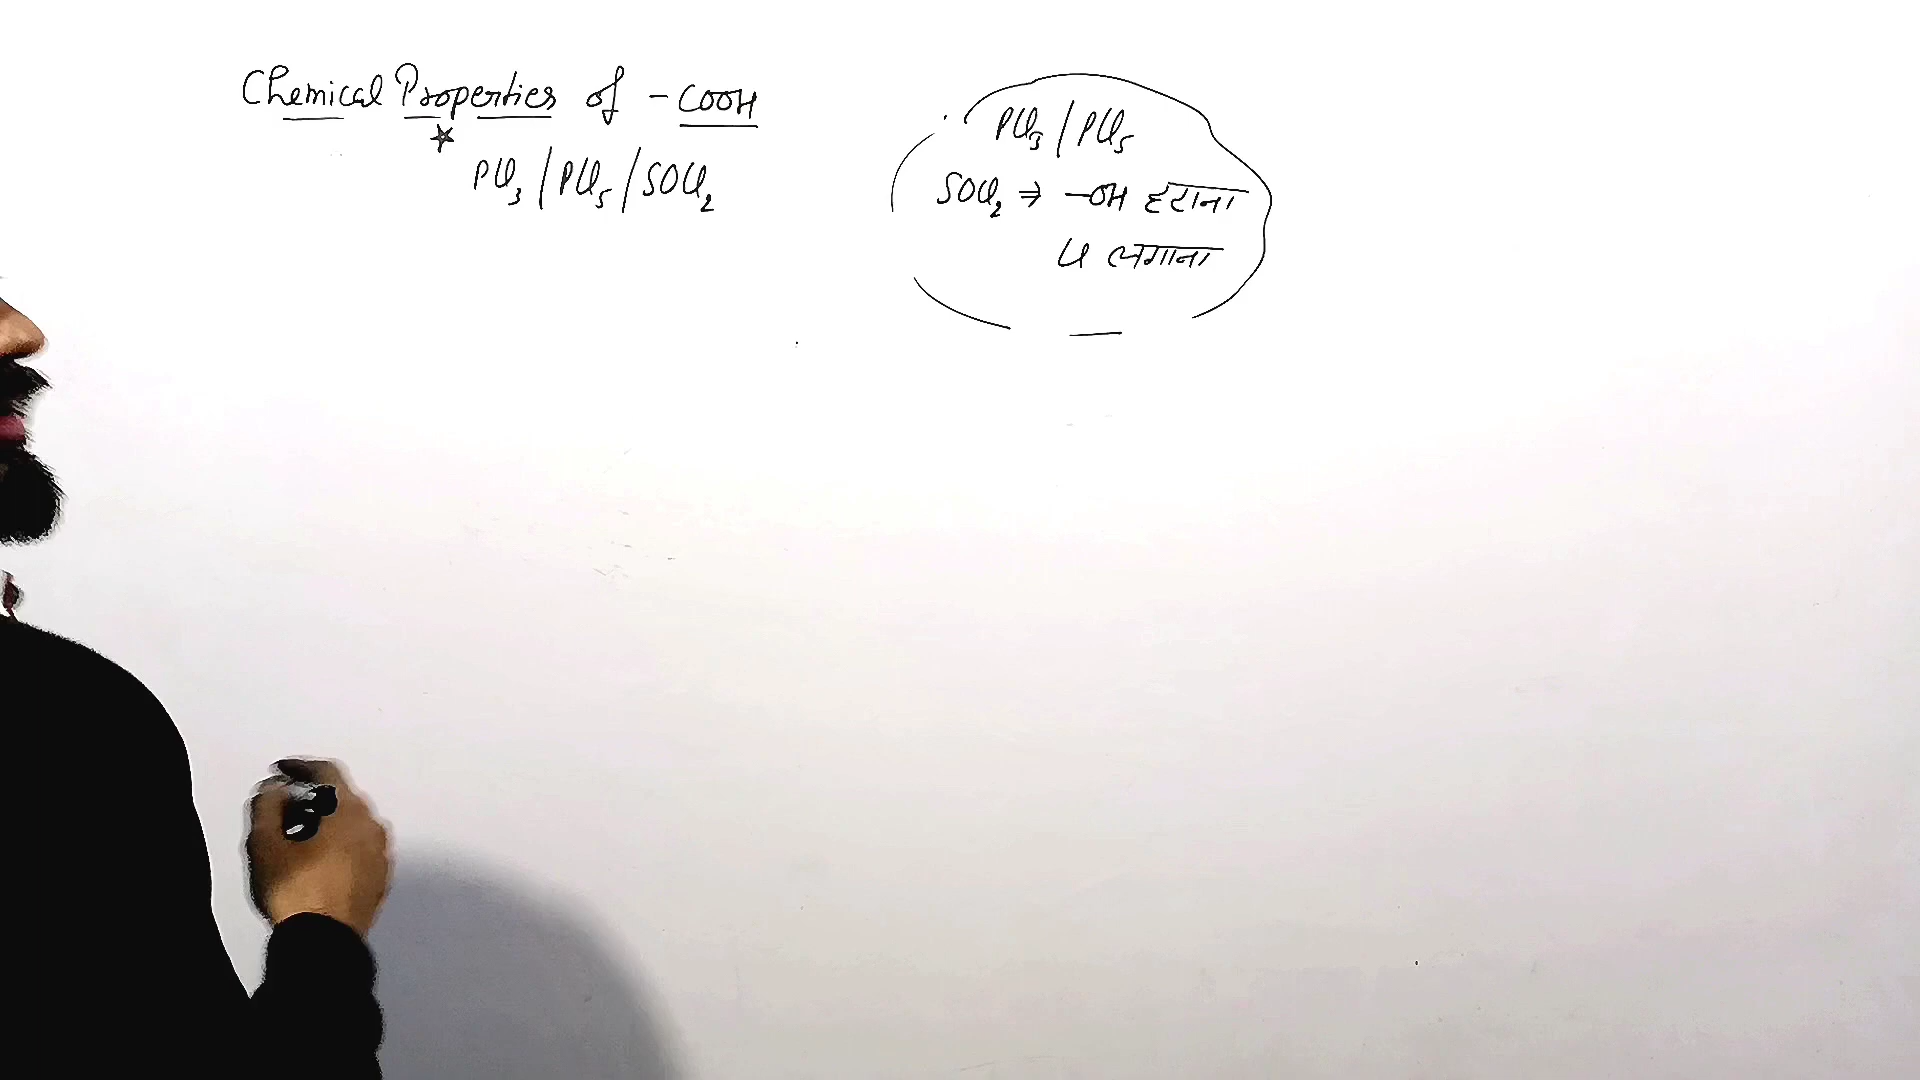 Chemical Properties of -COOH
PCl₃ / PCl₅ / SOCl₂
PCl₃ / PCl₅
SOCl₂ ⇒ -OH हटाना
Cl लगाना